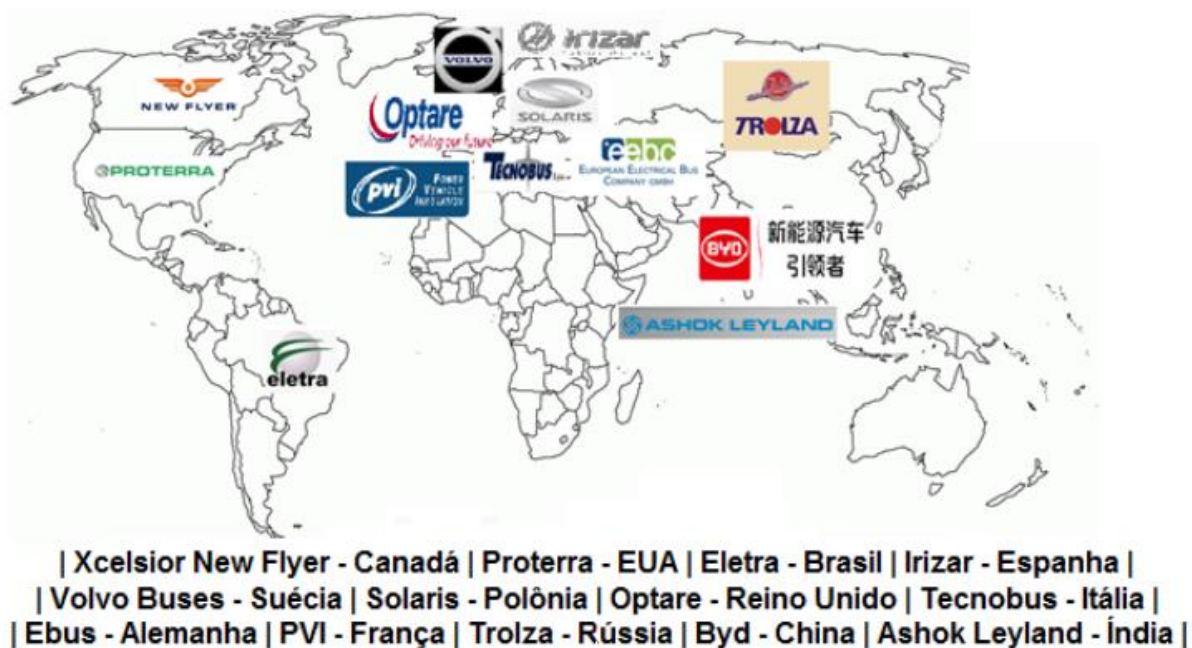 VOLVO
irizar
NEW FLYER
Optare
Driving our future
SOLARIS
TROLZA
PROTERRA
pvi
POWER
VEHICLE
INNOVATION
TECNOBUS
eebc
EUROPEAN ELECTRICAL BUS
COMPANY GMBH
BYD
新能源汽车
引领者
ASHOK LEYLAND
eletra
| Xcelsior New Flyer - Canadá | Proterra - EUA | Eletra - Brasil | Irizar - Espanha |
| Volvo Buses - Suécia | Solaris - Polônia | Optare - Reino Unido | Tecnobus - Itália |
| Ebus - Alemanha | PVI - França | Trolza - Rússia | Byd - China | Ashok Leyland - Índia |